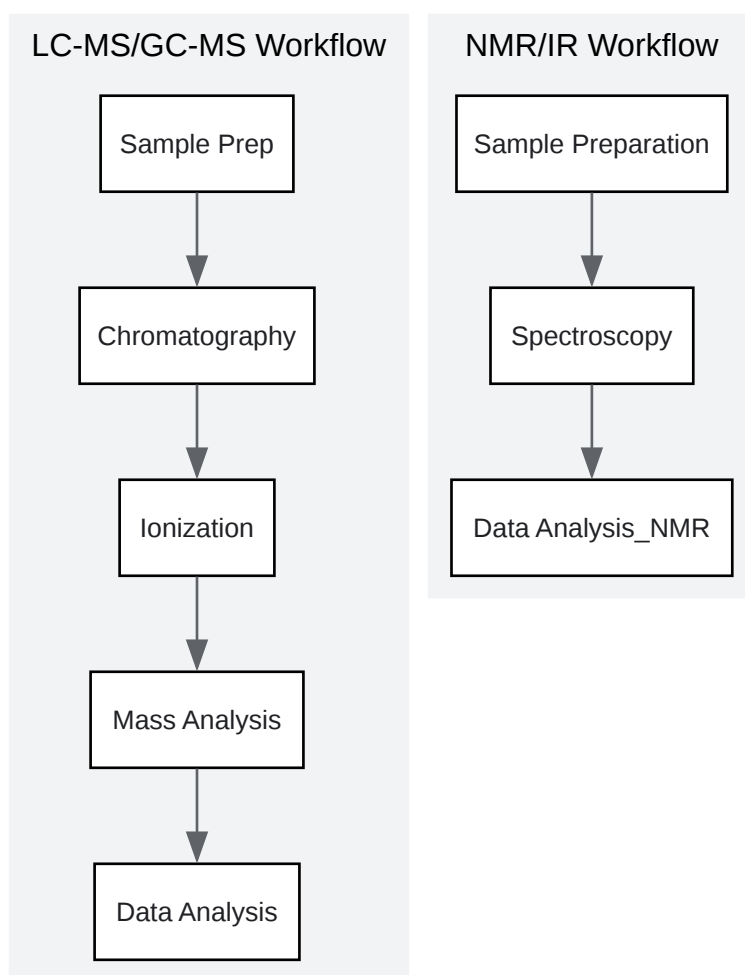 LC-MS/GC-MS Workflow
Sample Prep
Chromatography
Ionization
Mass Analysis
Data Analysis
NMR/IR Workflow
Sample Preparation
Spectroscopy
Data Analysis_NMR